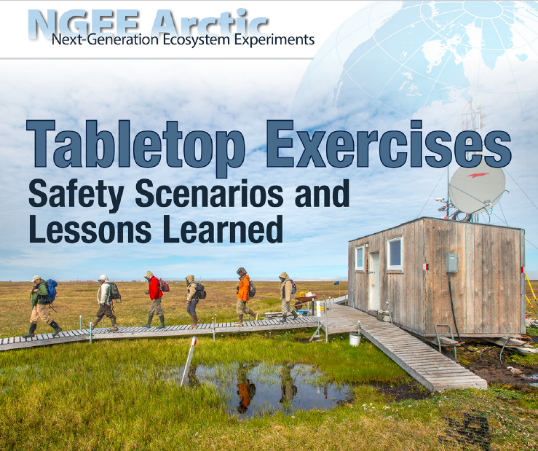 NGEE Arctic
Next-Generation Ecosystem Experiments
Tabletop Exercises
Safety Scenarios and
Lessons Learned